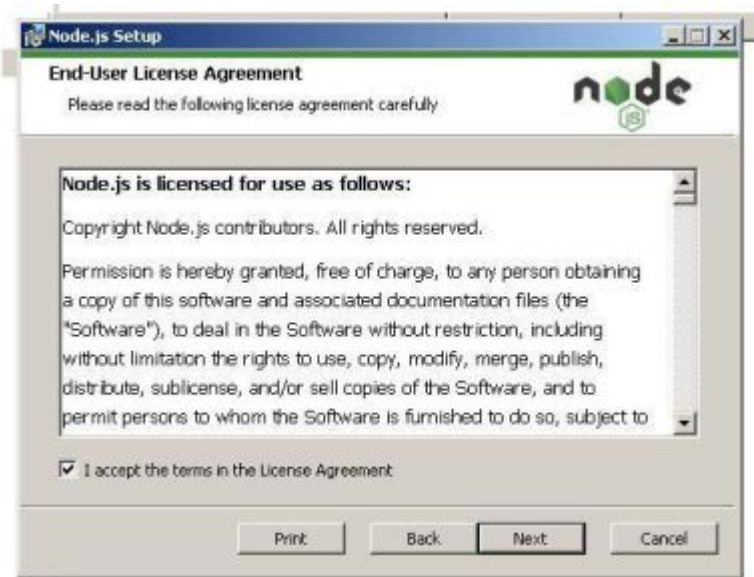 Node.js Setup
End-User License Agreement
Please read the following license agreement carefully
node
JS
Node.js is licensed for use as follows:
Copyright Node.js contributors. All rights reserved.
Permission is hereby granted, free of charge, to any person obtaining
a copy of this software and associated documentation files (the
"Software"), to deal in the Software without restriction, including
without limitation the rights to use, copy, modify, merge, publish,
distribute, sublicense, and/or sell copies of the Software, and to
permit persons to whom the Software is furnished to do so, subject to
I accept the terms in the License Agreement
Print Back Next Cancel